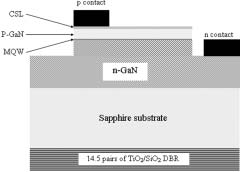 p contact
CSL
P-GaN
n contact
MQW
n-GaN
Sapphire substrate
14.5 pairs of TiO2/SiO2 DBR